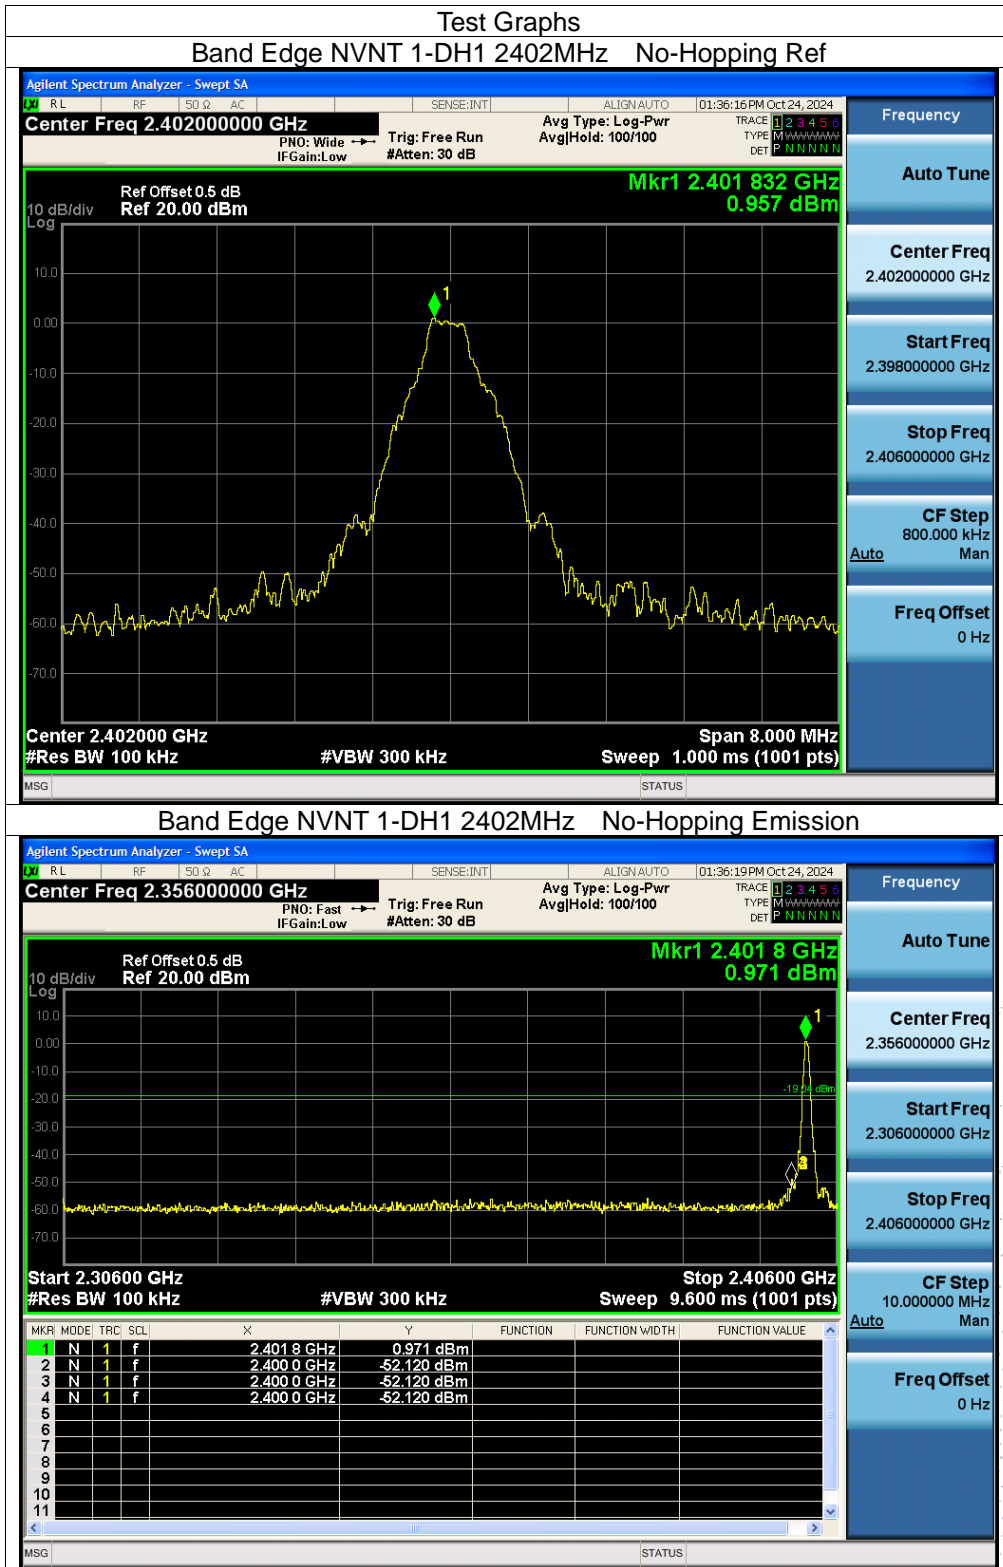 Test Graphs
Band Edge NVNT 1-DH1 2402MHz No-Hopping Ref
Agilent Spectrum Analyzer - Swept SA
LXI RL RF 50 Ω AC SENSE:INT ALIGN AUTO 01:36:16 PM Oct 24, 2024
Center Freq 2.402000000 GHz
PNO: Wide
IFGain:Low
Trig: Free Run
#Atten: 30 dB
Avg Type: Log-Pwr
Avg|Hold: 100/100
TRACE 1 2 3 4 5 6
TYPE M W W W W W
DET P N N N N N
Frequency
Auto Tune
Center Freq
2.402000000 GHz
Start Freq
2.398000000 GHz
Stop Freq
2.406000000 GHz
CF Step
800.000 kHz
Auto Man
Freq Offset
0 Hz
Mkr1 2.401 832 GHz
0.957 dBm
Ref Offset 0.5 dB
10 dB/div Ref 20.00 dBm
Log
1
10.0
0.00
-10.0
-20.0
-30.0
-40.0
-50.0
-60.0
-70.0
Center 2.402000 GHz Span 8.000 MHz
#Res BW 100 kHz #VBW 300 kHz Sweep 1.000 ms (1001 pts)
MSG STATUS
Band Edge NVNT 1-DH1 2402MHz No-Hopping Emission
Agilent Spectrum Analyzer - Swept SA
LXI RL RF 50 Ω AC SENSE:INT ALIGN AUTO 01:36:19 PM Oct 24, 2024
Center Freq 2.356000000 GHz
PNO: Fast
IFGain:Low
Trig: Free Run
#Atten: 30 dB
Avg Type: Log-Pwr
Avg|Hold: 100/100
TRACE 1 2 3 4 5 6
TYPE M W W W W W
DET P N N N N N
Frequency
Auto Tune
Center Freq
2.356000000 GHz
Start Freq
2.306000000 GHz
Stop Freq
2.406000000 GHz
CF Step
10.000000 MHz
Auto Man
Freq Offset
0 Hz
Mkr1 2.401 8 GHz
0.971 dBm
Ref Offset 0.5 dB
10 dB/div Ref 20.00 dBm
Log
1
10.0
0.00
-10.0
-19.04 dBm
-20.0
-30.0
-40.0
-50.0
-60.0
-70.0
Start 2.30600 GHz Stop 2.40600 GHz
#Res BW 100 kHz #VBW 300 kHz Sweep 9.600 ms (1001 pts)
MKR MODE TRC SCL X Y FUNCTION FUNCTION WIDTH FUNCTION VALUE
1 N 1 f 2.401 8 GHz 0.971 dBm
2 N 1 f 2.400 0 GHz -52.120 dBm
3 N 1 f 2.400 0 GHz -52.120 dBm
4 N 1 f 2.400 0 GHz -52.120 dBm
5
6
7
8
9
10
11
MSG STATUS